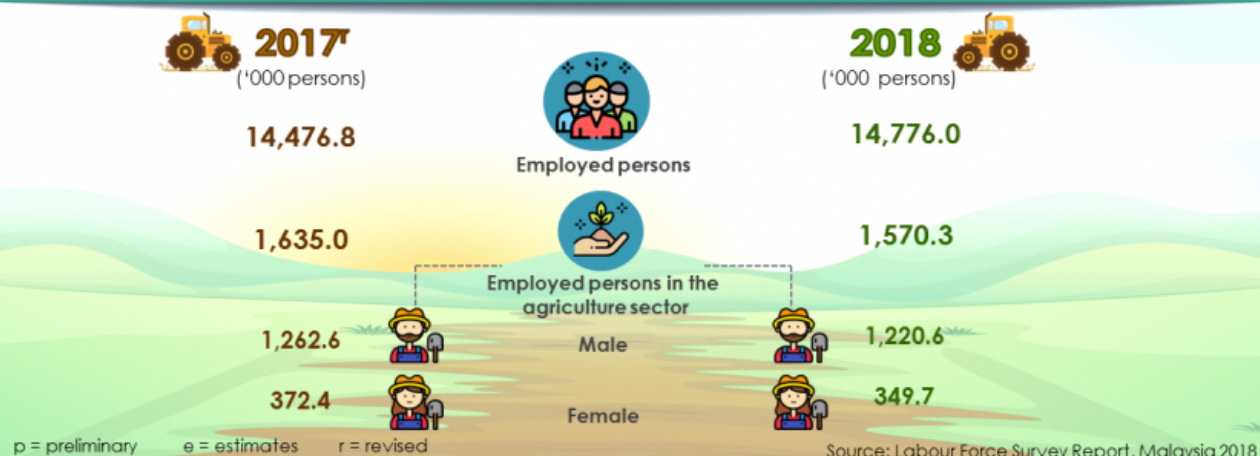 2017r 2018
('000 persons) ('000 persons)
14,476.8 14,776.0
Employed persons
1,635.0 1,570.3
Employed persons in the
agriculture sector
1,262.6 Male 1,220.6
372.4 Female 349.7
p = preliminary e = estimates r = revised
Source: Labour Force Survey Report, Malaysia 2018